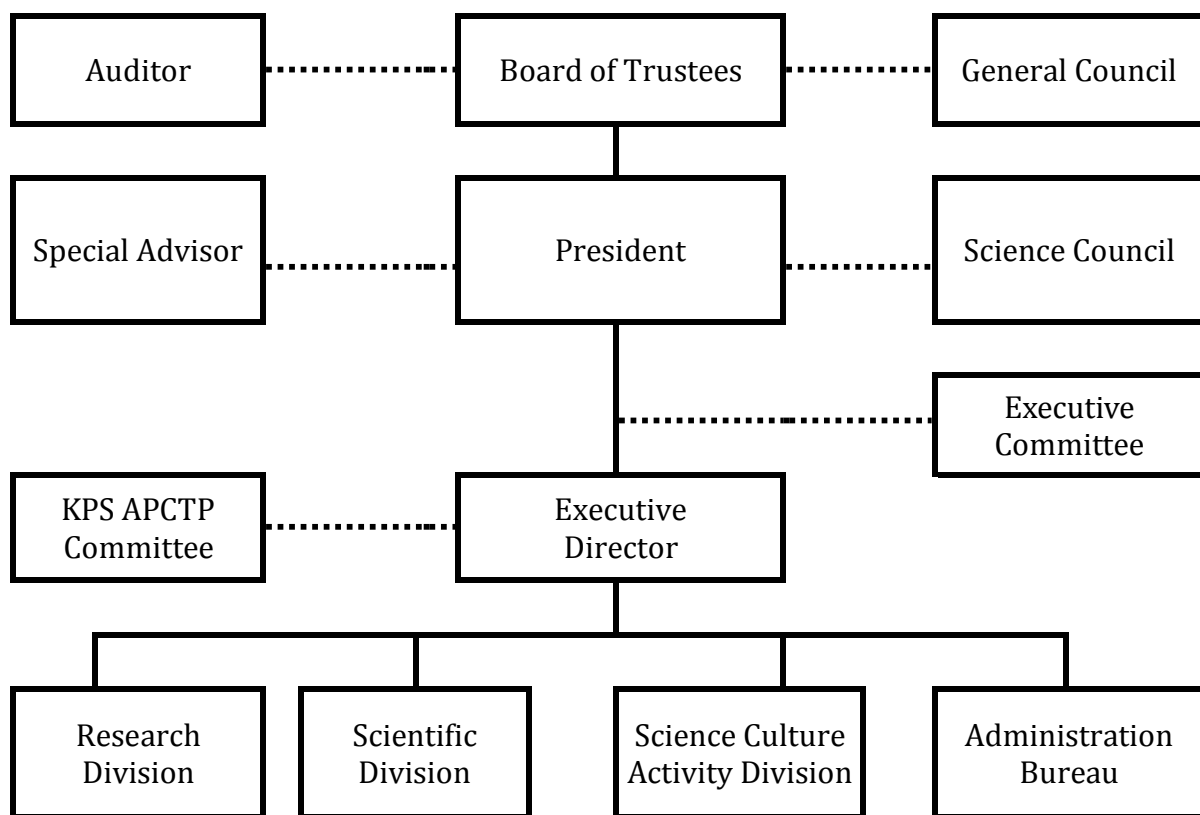 Auditor
Board of Trustees
General Council
Special Advisor
President
Science Council
Executive
Committee
KPS APCTP
Committee
Executive
Director
Research
Division
Scientific
Division
Science Culture
Activity Division
Administration
Bureau